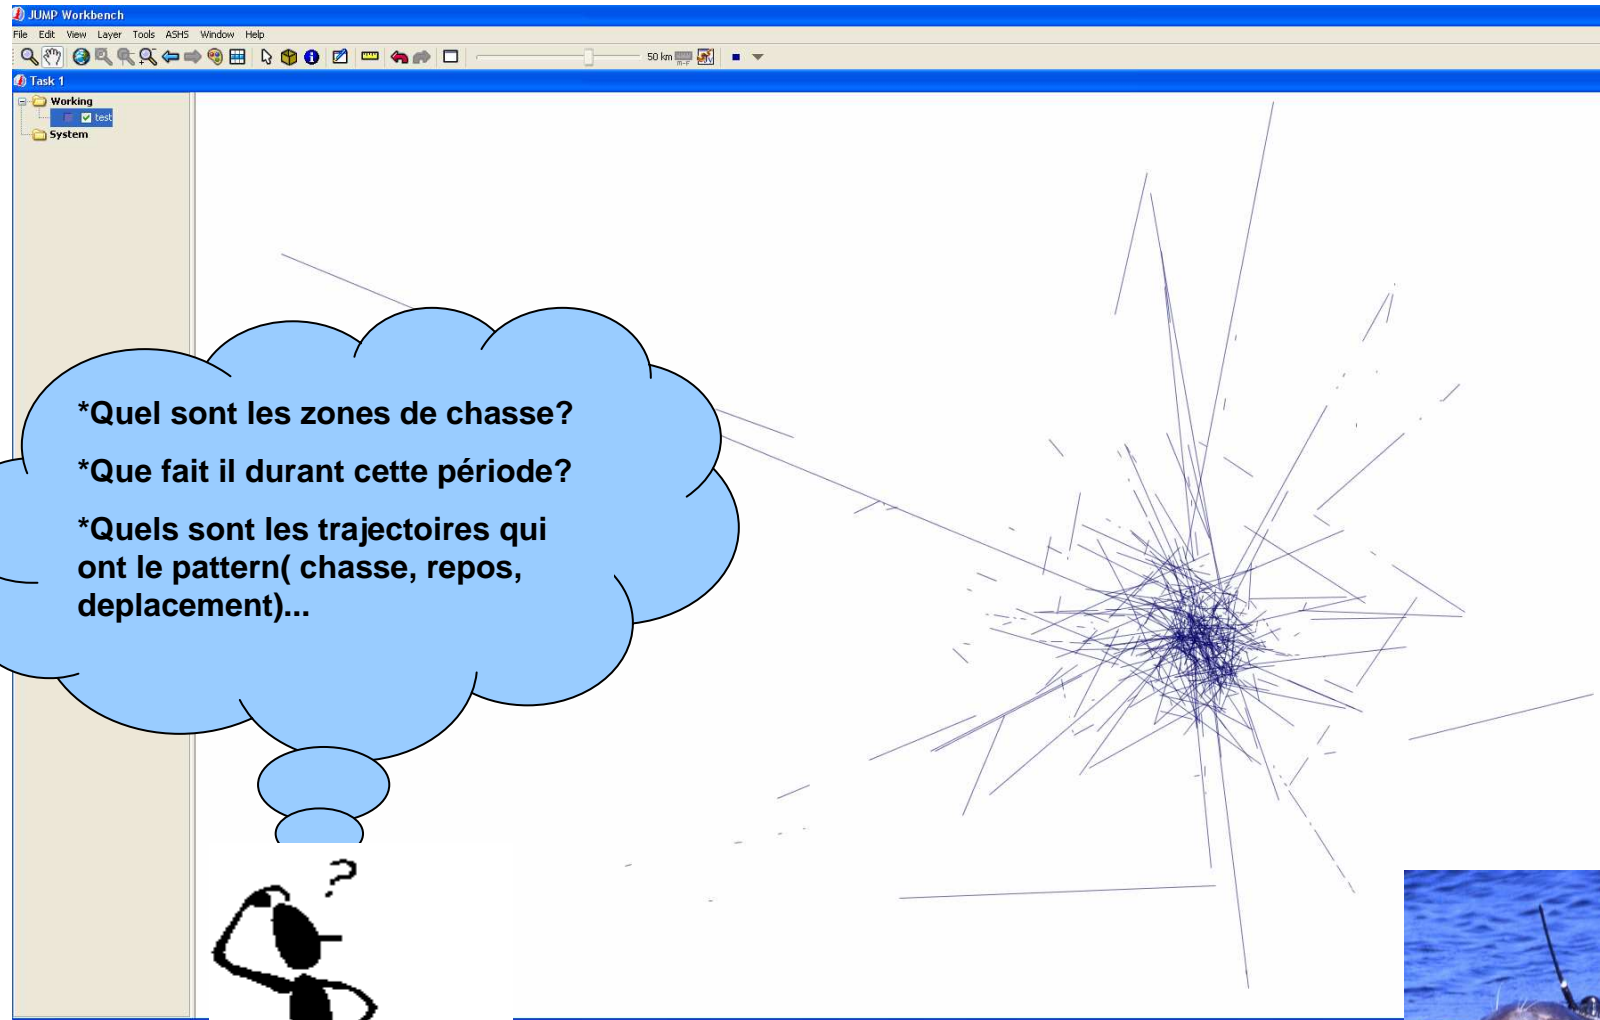 JUMP Workbench
File Edit View Layer Tools ASHS Window Help
50 km
Task 1
Working
test
System
*Quel sont les zones de chasse?
*Que fait il durant cette période?
*Quels sont les trajectoires qui
ont le pattern( chasse, repos,
deplacement)...
?